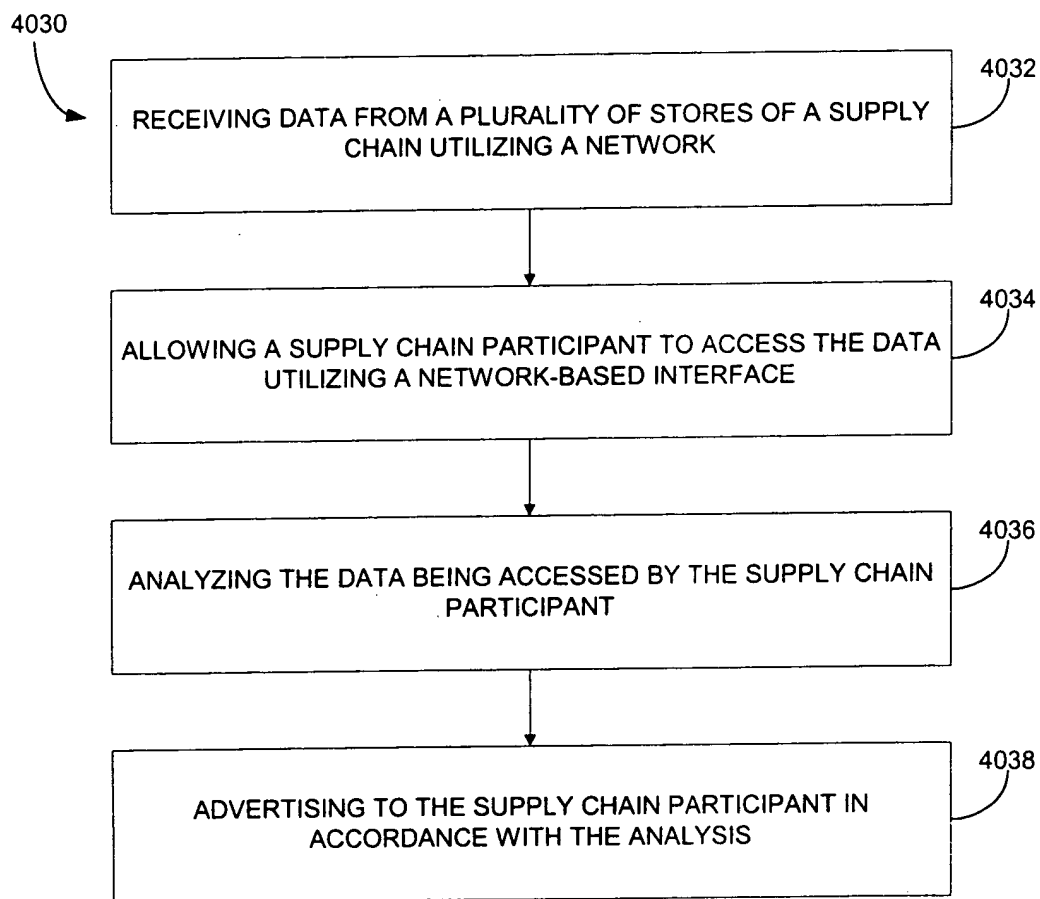 4030
4032
RECEIVING DATA FROM A PLURALITY OF STORES OF A SUPPLY
CHAIN UTILIZING A NETWORK
4034
ALLOWING A SUPPLY CHAIN PARTICIPANT TO ACCESS THE DATA
UTILIZING A NETWORK-BASED INTERFACE
4036
ANALYZING THE DATA BEING ACCESSED BY THE SUPPLY CHAIN
PARTICIPANT
4038
ADVERTISING TO THE SUPPLY CHAIN PARTICIPANT IN
ACCORDANCE WITH THE ANALYSIS